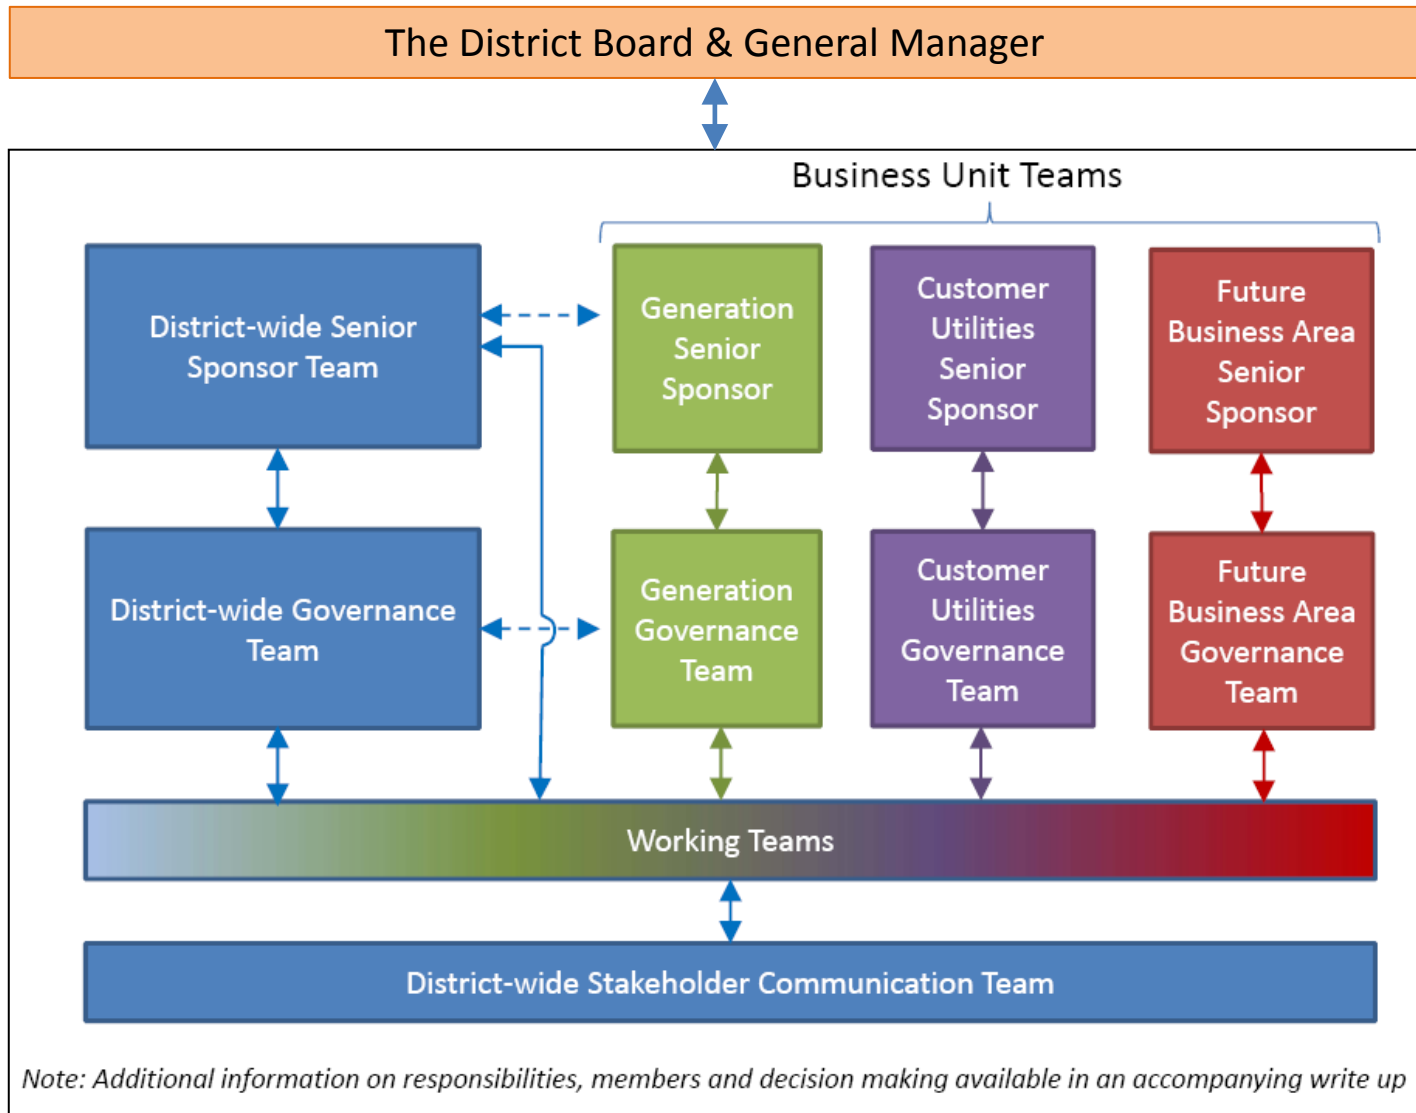 The District Board & General Manager
Business Unit Teams
District-wide Senior
Sponsor Team
Generation
Senior
Sponsor
Customer
Utilities
Senior
Sponsor
Future
Business Area
Senior
Sponsor
District-wide Governance
Team
Generation
Governance
Team
Customer
Utilities
Governance
Team
Future
Business Area
Governance
Team
Working Teams
District-wide Stakeholder Communication Team
Note: Additional information on responsibilities, members and decision making available in an accompanying write up